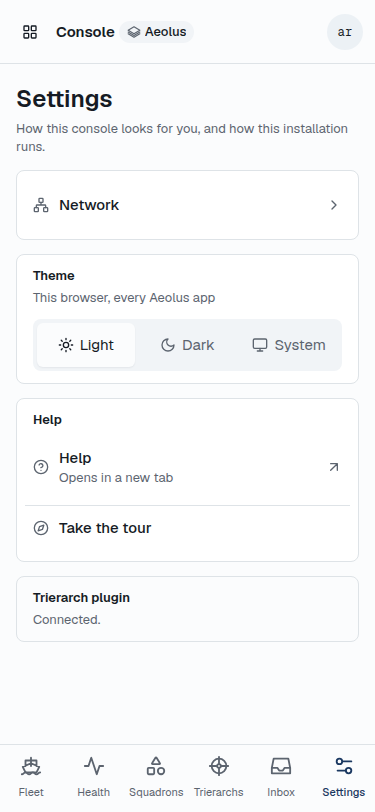 Console Aeolus ar
Settings
How this console looks for you, and how this installation
runs.
Network
Theme
This browser, every Aeolus app
Light Dark System
Help
Help
Opens in a new tab
Take the tour
Trierarch plugin
Connected.
Fleet Health Squadrons Trierarchs Inbox Settings